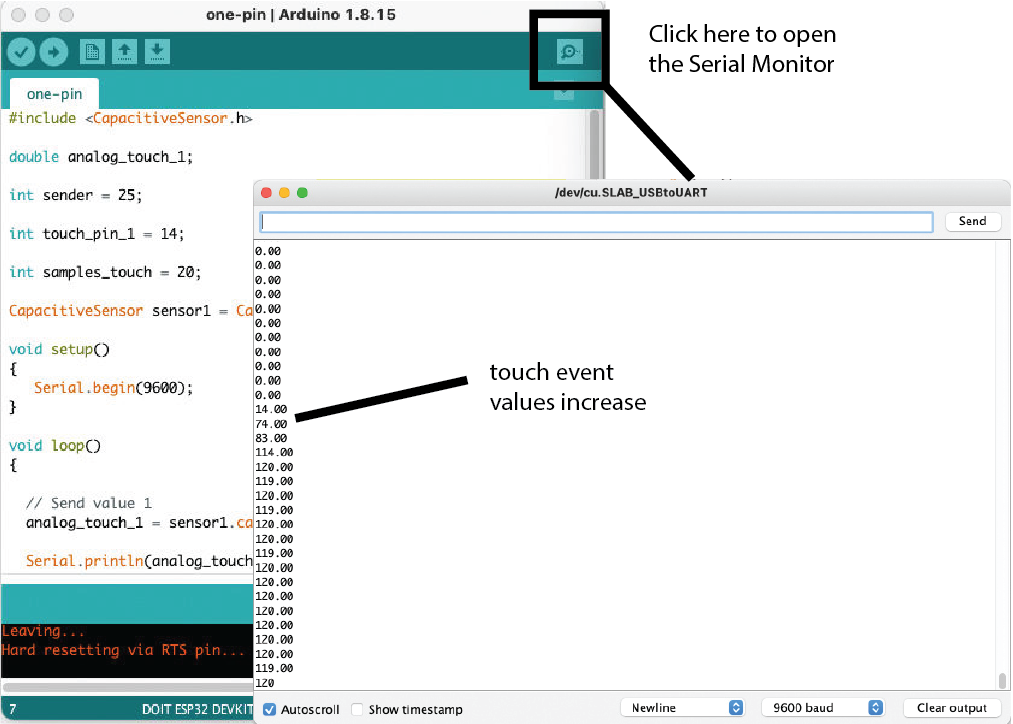 one-pin | Arduino 1.8.15
Click here to open
the Serial Monitor
one-pin
#include <CapacitiveSensor.h>
double analog_touch_1;
int sender = 25;
int touch_pin_1 = 14;
int samples_touch = 20;
CapacitiveSensor sensor1 = Ca
void setup()
{
Serial.begin(9600);
}
void loop()
{
// Send value 1
analog_touch_1 = sensor1.ca
Serial.println(analog_touch
Leaving...
Hard resetting via RTS pin...
7
DOIT ESP32 DEVKIT
/dev/cu.SLAB_USBtoUART
Send
0.00
0.00
0.00
0.00
0.00
0.00
0.00
0.00
0.00
0.00
0.00
14.00
74.00
83.00
114.00
120.00
119.00
120.00
119.00
120.00
120.00
119.00
120.00
120.00
120.00
120.00
120.00
120.00
120.00
119.00
120
touch event
values increase
Autoscroll
Show timestamp
Newline
9600 baud
Clear output